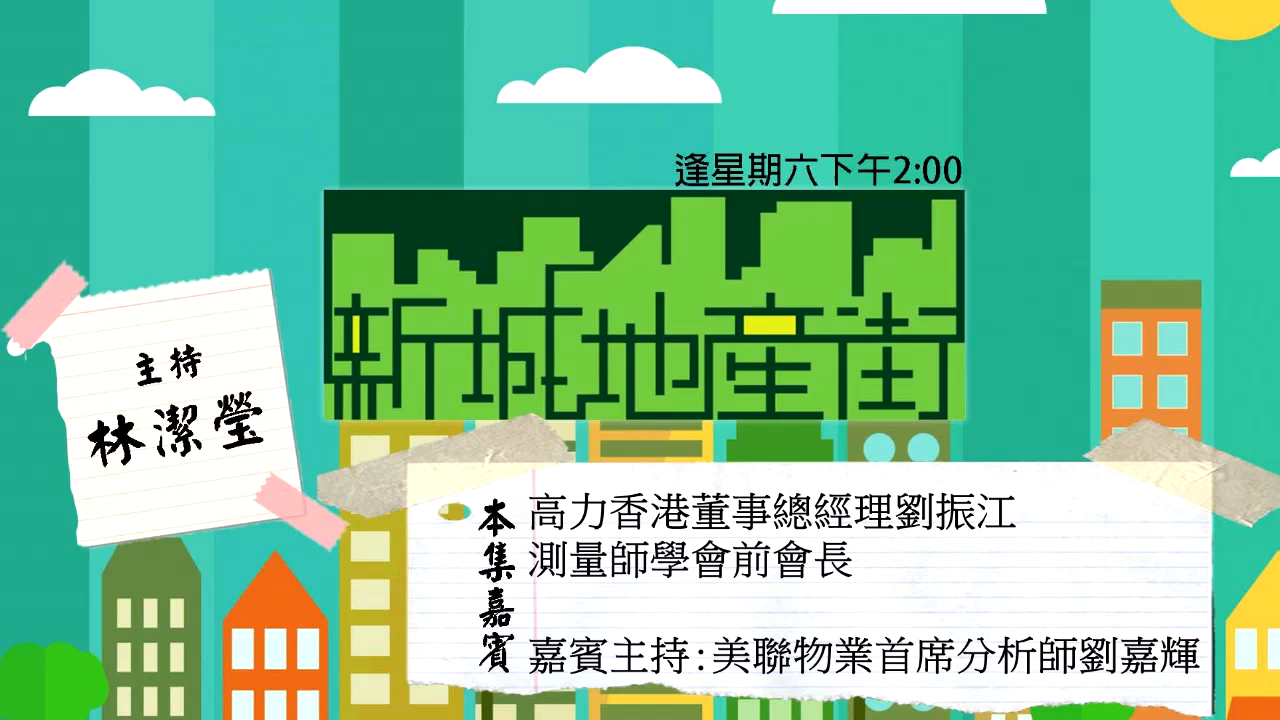 逢星期六下午2:00
新城地產街
主持
林潔瑩
本集嘉賓
高力香港董事總經理劉振江
測量師學會前會長
嘉賓主持:美聯物業首席分析師劉嘉輝